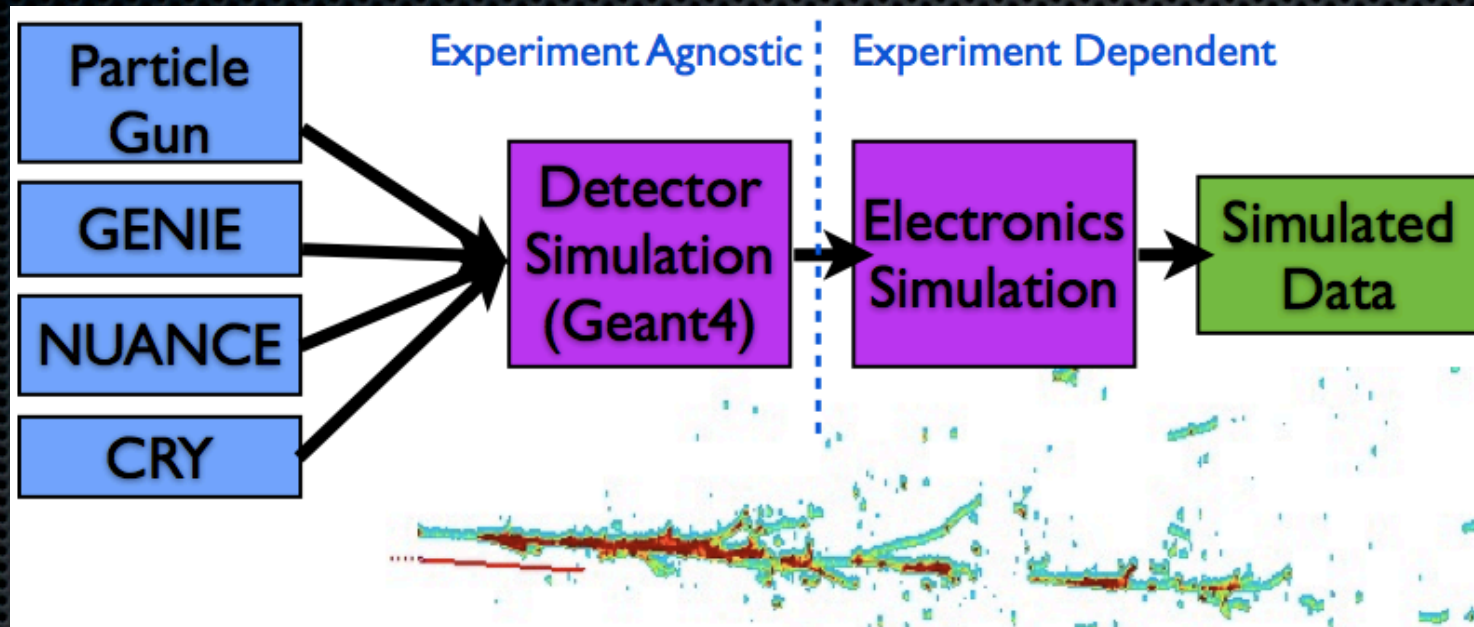 Particle
Gun
GENIE
NUANCE
CRY
Experiment Agnostic
Experiment Dependent
Detector
Simulation
(Geant4)
Electronics
Simulation
Simulated
Data